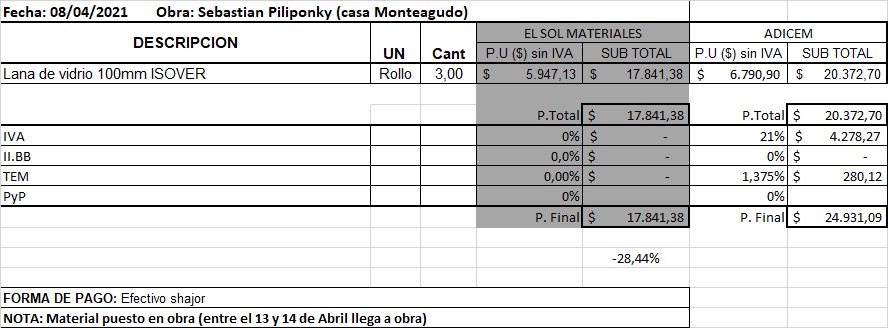 Fecha: 08/04/2021 Obra: Sebastian Piliponky (casa Monteagudo)
DESCRIPCION UN Cant EL SOL MATERIALES ADICEM
P.U ($) sin IVA SUB TOTAL P.U ($) sin IVA SUB TOTAL
Lana de vidrio 100mm ISOVER Rollo 3,00 $ 5.947,13 $ 17.841,38 $ 6.790,90 $ 20.372,70
P.Total $ 17.841,38 P.Total $ 20.372,70
IVA 0% $ - 21% $ 4.278,27
II.BB 0,0% $ - 0% $ -
TEM 0,00% $ - 1,375% $ 280,12
PyP 0% 0%
P. Final $ 17.841,38 P. Final $ 24.931,09
-28,44%
FORMA DE PAGO: Efectivo shajor
NOTA: Material puesto en obra (entre el 13 y 14 de Abril llega a obra)